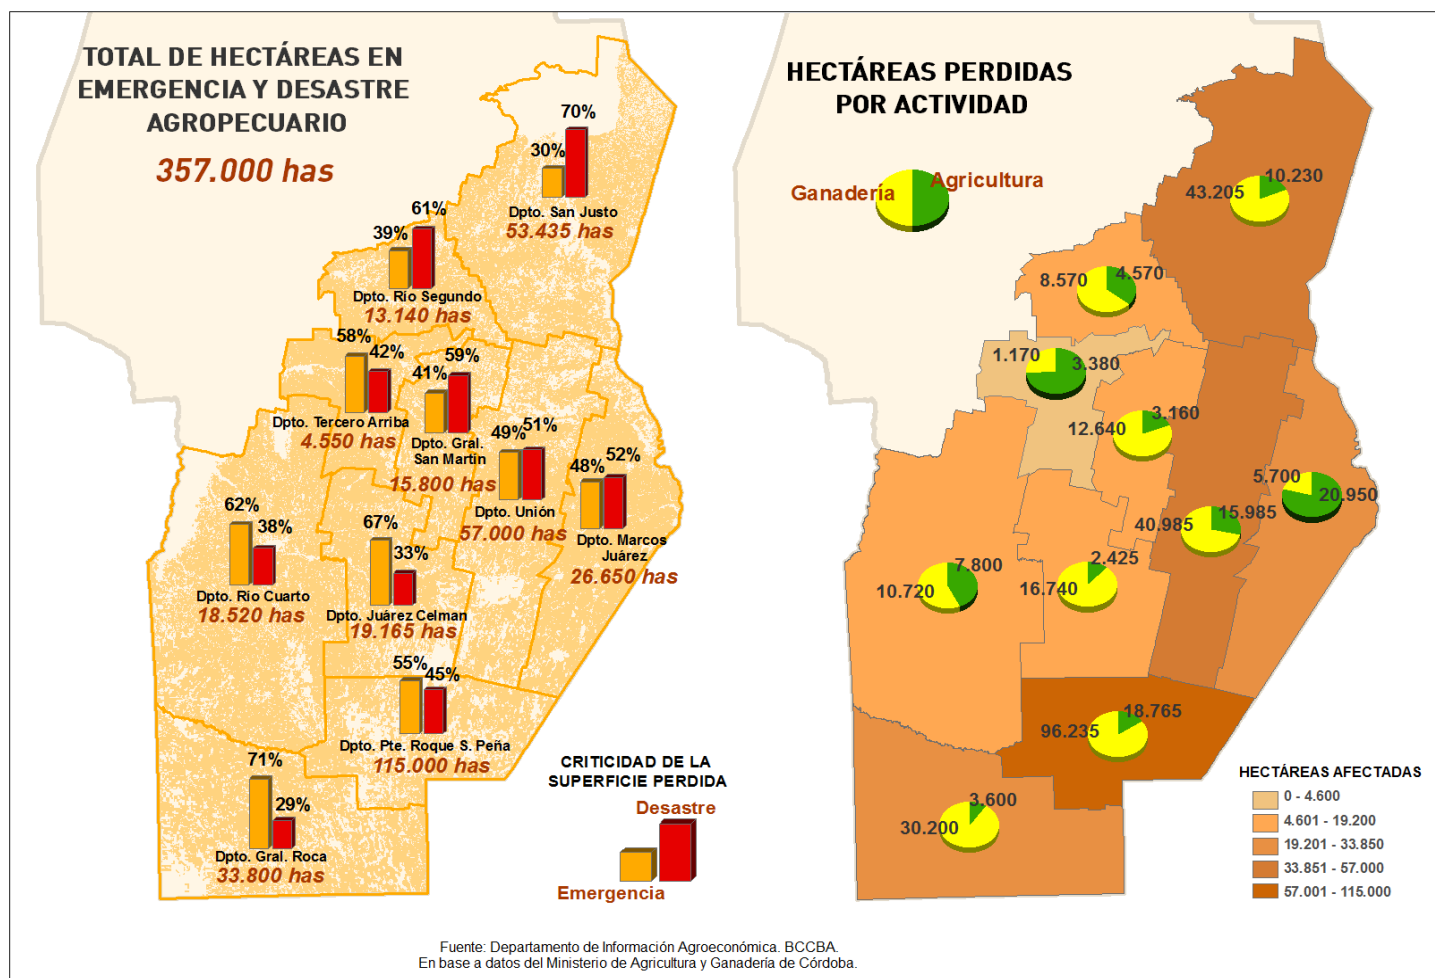 TOTAL DE HECTÁREAS EN
EMERGENCIA Y DESASTRE
AGROPECUARIO
357.000 has
30%
70%
Dpto. San Justo
53.435 has
39%
61%
Dpto. Río Segundo
13.140 has
58%
42%
Dpto. Tercero Arriba
4.550 has
41%
59%
Dpto. Gral.
San Martín
15.800 has
49%
51%
Dpto. Unión
57.000 has
48%
52%
Dpto. Marcos
Juárez
26.650 has
62%
38%
Dpto. Río Cuarto
18.520 has
67%
33%
Dpto. Juárez Celman
19.165 has
55%
45%
Dpto. Pte. Roque S. Peña
115.000 has
71%
29%
Dpto. Gral. Roca
33.800 has
CRITICIDAD DE LA
SUPERFICIE PERDIDA
Desastre
Emergencia
HECTÁREAS PERDIDAS
POR ACTIVIDAD
Ganadería
Agricultura
43.205
10.230
8.570
4.570
1.170
3.380
12.640
3.160
5.700
20.950
40.985
15.985
10.720
7.800
16.740
2.425
96.235
18.765
30.200
3.600
HECTÁREAS AFECTADAS
0 - 4.600
4.601 - 19.200
19.201 - 33.850
33.851 - 57.000
57.001 - 115.000
Fuente: Departamento de Información Agroeconómica. BCCBA.
En base a datos del Ministerio de Agricultura y Ganadería de Córdoba.